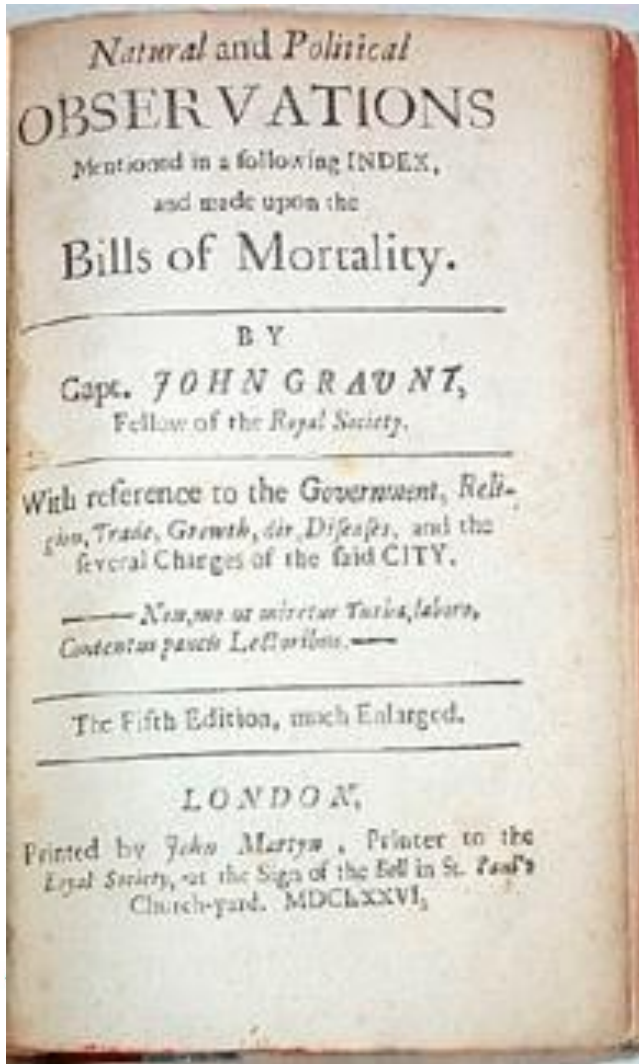 Natural and Political
OBSERVATIONS
Mentioned in a following INDEX,
and made upon the
Bills of Mortality.
BY
Capt. JOHN GRAUNT,
Fellow of the Royal Society.
With reference to the Government, Reli-
gion, Trade, Growth, Air, Diſeaſes, and the
ſeveral Changes of the ſaid CITY.
—— Non, me ut miretur Turba, laboro,
Contentus paucis Lectoribus. ——
The Fifth Edition, much Enlarged.
LONDON,
Printed by John Martyn, Printer to the
Royal Society, at the Sign of the Bell in St. Paul's
Church-yard. MDCLXXVI.